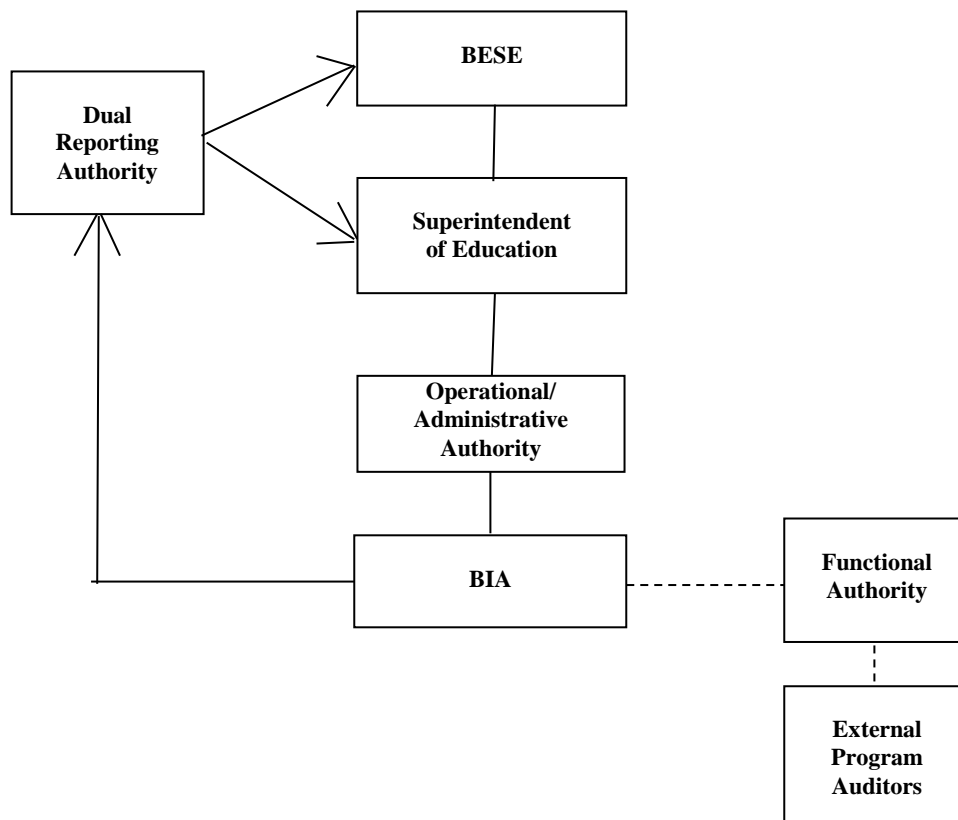 BESE
Dual
Reporting
Authority
Superintendent
of Education
Operational/
Administrative
Authority
BIA
Functional
Authority
External
Program
Auditors